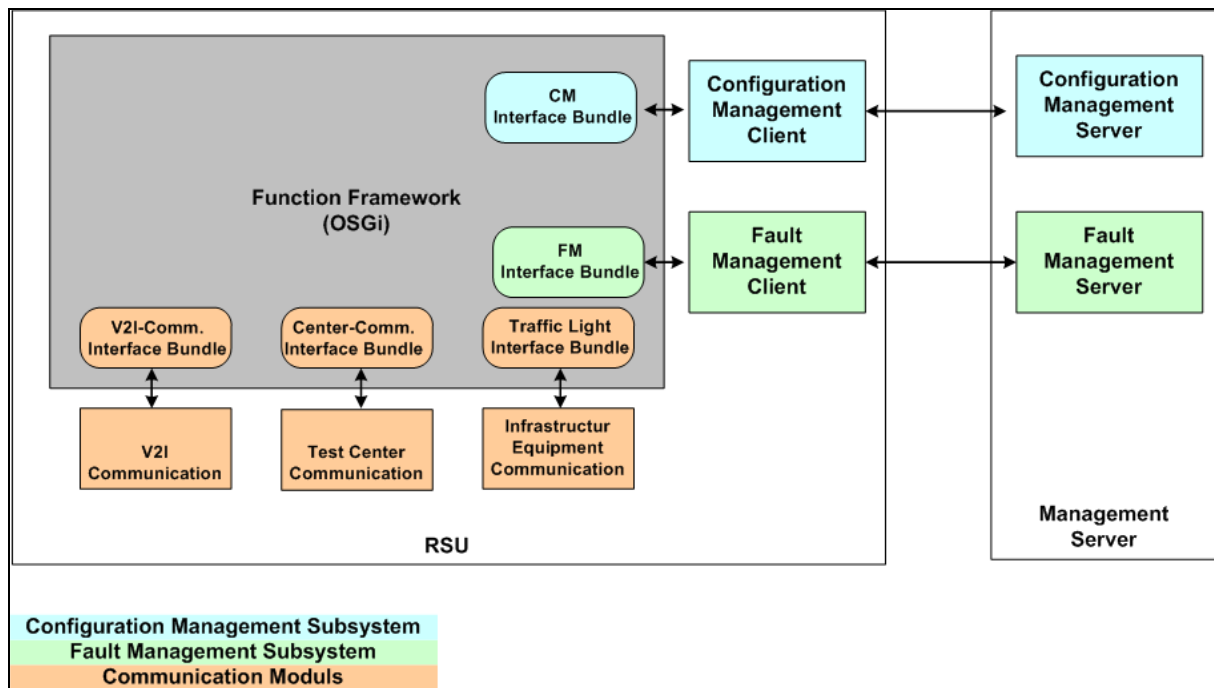 CM
Interface Bundle
Configuration
Management
Client
Configuration
Management
Server
Function Framework
(OSGi)
FM
Interface Bundle
Fault
Management
Client
Fault
Management
Server
V2I-Comm.
Interface Bundle
Center-Comm.
Interface Bundle
Traffic Light
Interface Bundle
V2I
Communication
Test Center
Communication
Infrastructur
Equipment
Communication
RSU
Management
Server
Configuration Management Subsystem
Fault Management Subsystem
Communication Moduls